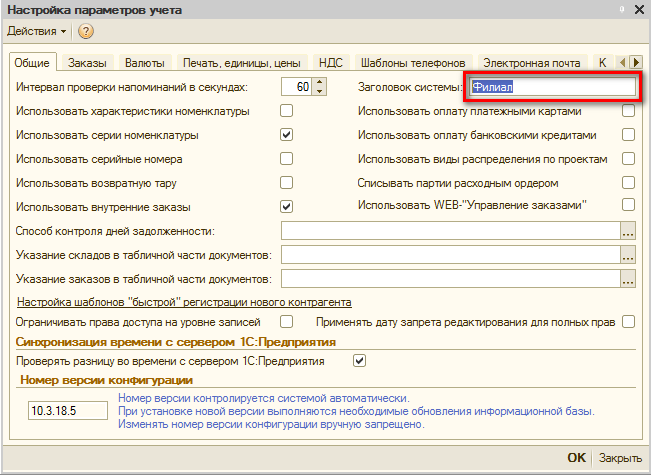 Настройка параметров учета
Действия
Общие Заказы Валюты Печать, единицы, цены НДС Шаблоны телефонов Электронная почта К
Интервал проверки напоминаний в секундах: 60 Заголовок системы: Филиал
Использовать характеристики номенклатуры Использовать оплату платежными картами
Использовать серии номенклатуры Использовать оплату банковскими кредитами
Использовать серийные номера Использовать виды распределения по проектам
Использовать возвратную тару Списывать партии расходным ордером
Использовать внутренние заказы Использовать WEB-"Управление заказами"
Способ контроля дней задолженности: ...
Указание складов в табличной части документов: ...
Указание заказов в табличной части документов: ...
Настройка шаблонов "быстрой" регистрации нового контрагента
Ограничивать права доступа на уровне записей Применять дату запрета редактирования для полных прав
Синхронизация времени с сервером 1С:Предприятия
Проверять разницу во времени с сервером 1С:Предприятия
Номер версии конфигурации
10.3.18.5
Номер версии контролируется системой автоматически.
При установке новой версии выполняются необходимые обновления информационной базы.
Изменять номер версии конфигурации вручную запрещено.
OK Закрыть